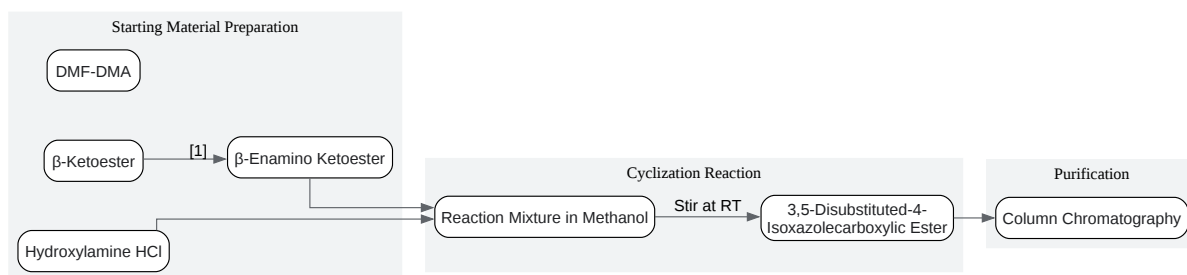 Starting Material Preparation
DMF-DMA
β-Ketoester
[1]
β-Enamino Ketoester
Hydroxylamine HCl
Cyclization Reaction
Reaction Mixture in Methanol
Stir at RT
3,5-Disubstituted-4-
Isoxazolecarboxylic Ester
Purification
Column Chromatography